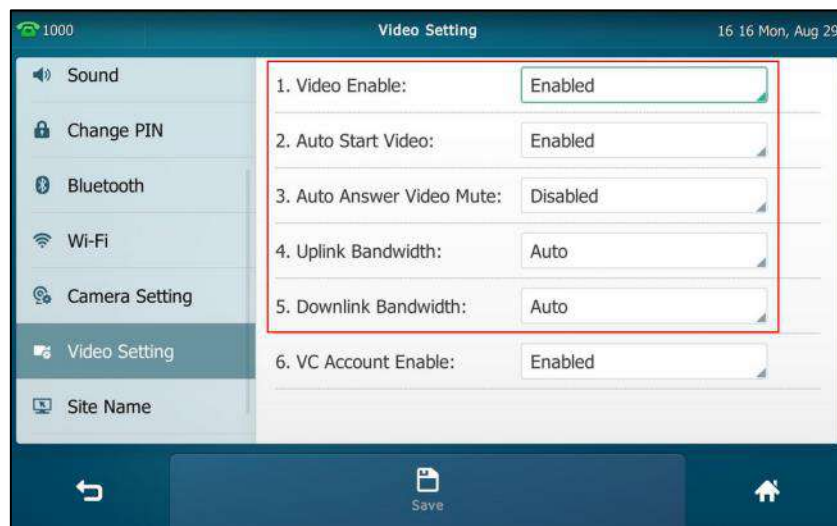 1000 Video Setting 16 16 Mon, Aug 29
Sound
Change PIN
Bluetooth
Wi-Fi
Camera Setting
Video Setting
Site Name
1. Video Enable: Enabled
2. Auto Start Video: Enabled
3. Auto Answer Video Mute: Disabled
4. Uplink Bandwidth: Auto
5. Downlink Bandwidth: Auto
6. VC Account Enable: Enabled
Save